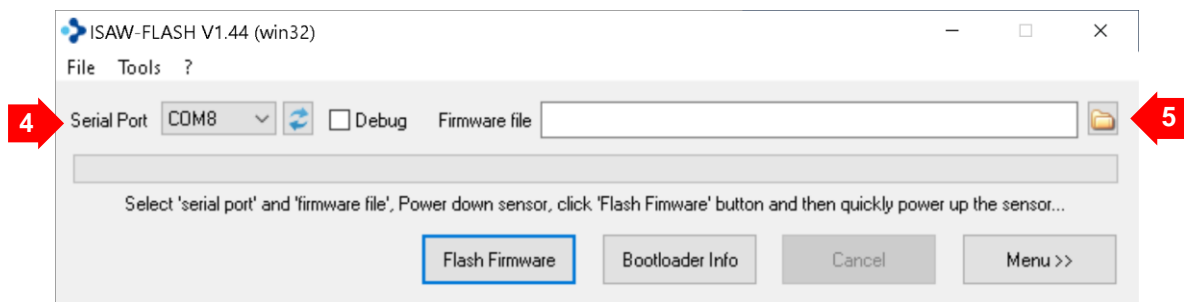 ISAW-FLASH V1.44 (win32)
File Tools ?
4 Serial Port COM8 Debug Firmware file 5
Select 'serial port' and 'firmware file', Power down sensor, click 'Flash Fimware' button and then quickly power up the sensor...
Flash Firmware Bootloader Info Cancel Menu >>